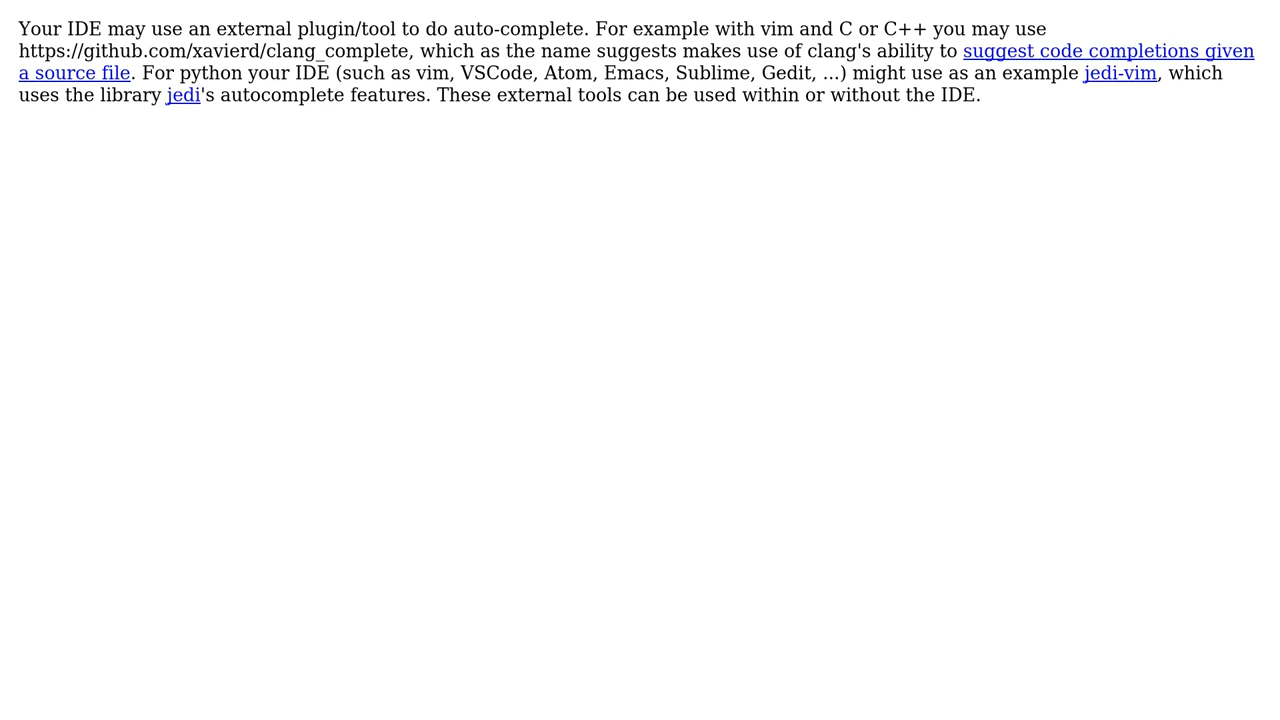 Your IDE may use an external plugin/tool to do auto-complete. For example with vim and C or C++ you may use
https://github.com/xavierd/clang_complete, which as the name suggests makes use of clang's ability to suggest code completions given
a source file. For python your IDE (such as vim, VSCode, Atom, Emacs, Sublime, Gedit, ...) might use as an example jedi-vim, which
uses the library jedi's autocomplete features. These external tools can be used within or without the IDE.